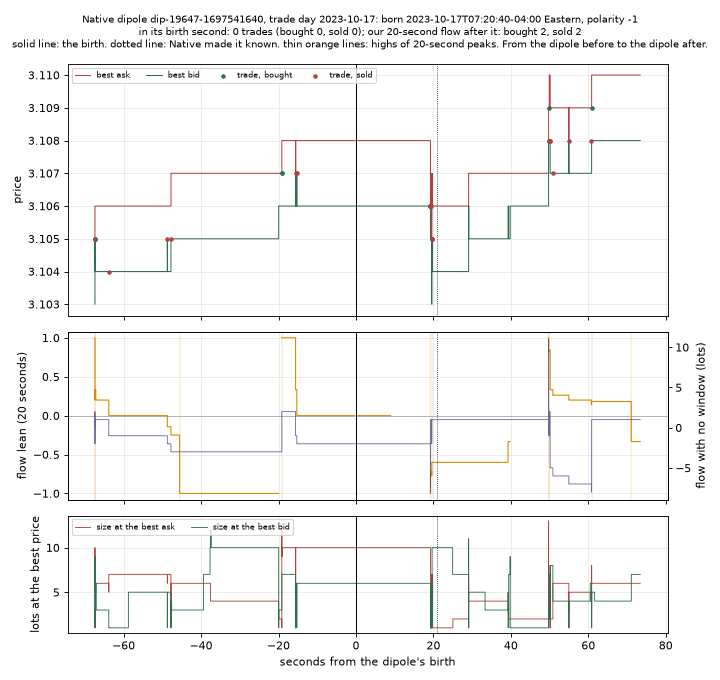 Native dipole dip-19647-1697541640, trade day 2023-10-17: born 2023-10-17T07:20:40-04:00 Eastern, polarity -1
in its birth second: 0 trades (bought 0, sold 0); our 20-second flow after it: bought 2, sold 2
solid line: the birth. dotted line: Native made it known. thin orange lines: highs of 20-second peaks. From the dipole before to the dipole after.
best ask best bid trade, bought trade, sold
3.110
3.109
3.108
3.107
3.106
3.105
3.104
3.103
price
1.0
0.5
0.0
−0.5
−1.0
flow lean (20 seconds)
10
5
0
−5
flow with no window (lots)
size at the best ask size at the best bid
10
5
lots at the best price
−60 −40 −20 0 20 40 60 80
seconds from the dipole's birth